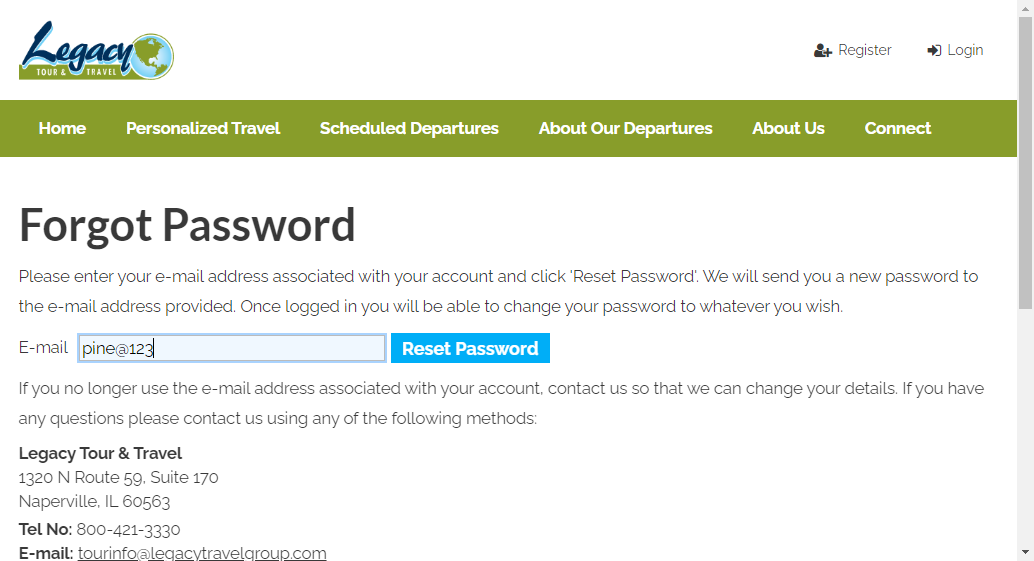 Legacy
TOUR & TRAVEL
Register
Login
Home
Personalized Travel
Scheduled Departures
About Our Departures
About Us
Connect
Forgot Password
Please enter your e-mail address associated with your account and click 'Reset Password'. We will send you a new password to
the e-mail address provided. Once logged in you will be able to change your password to whatever you wish.
E-mail pine@123 Reset Password
If you no longer use the e-mail address associated with your account, contact us so that we can change your details. If you have
any questions please contact us using any of the following methods:
Legacy Tour & Travel
1320 N Route 59, Suite 170
Naperville, IL 60563
Tel No: 800-421-3330
E-mail: tourinfo@legacytravelgroup.com